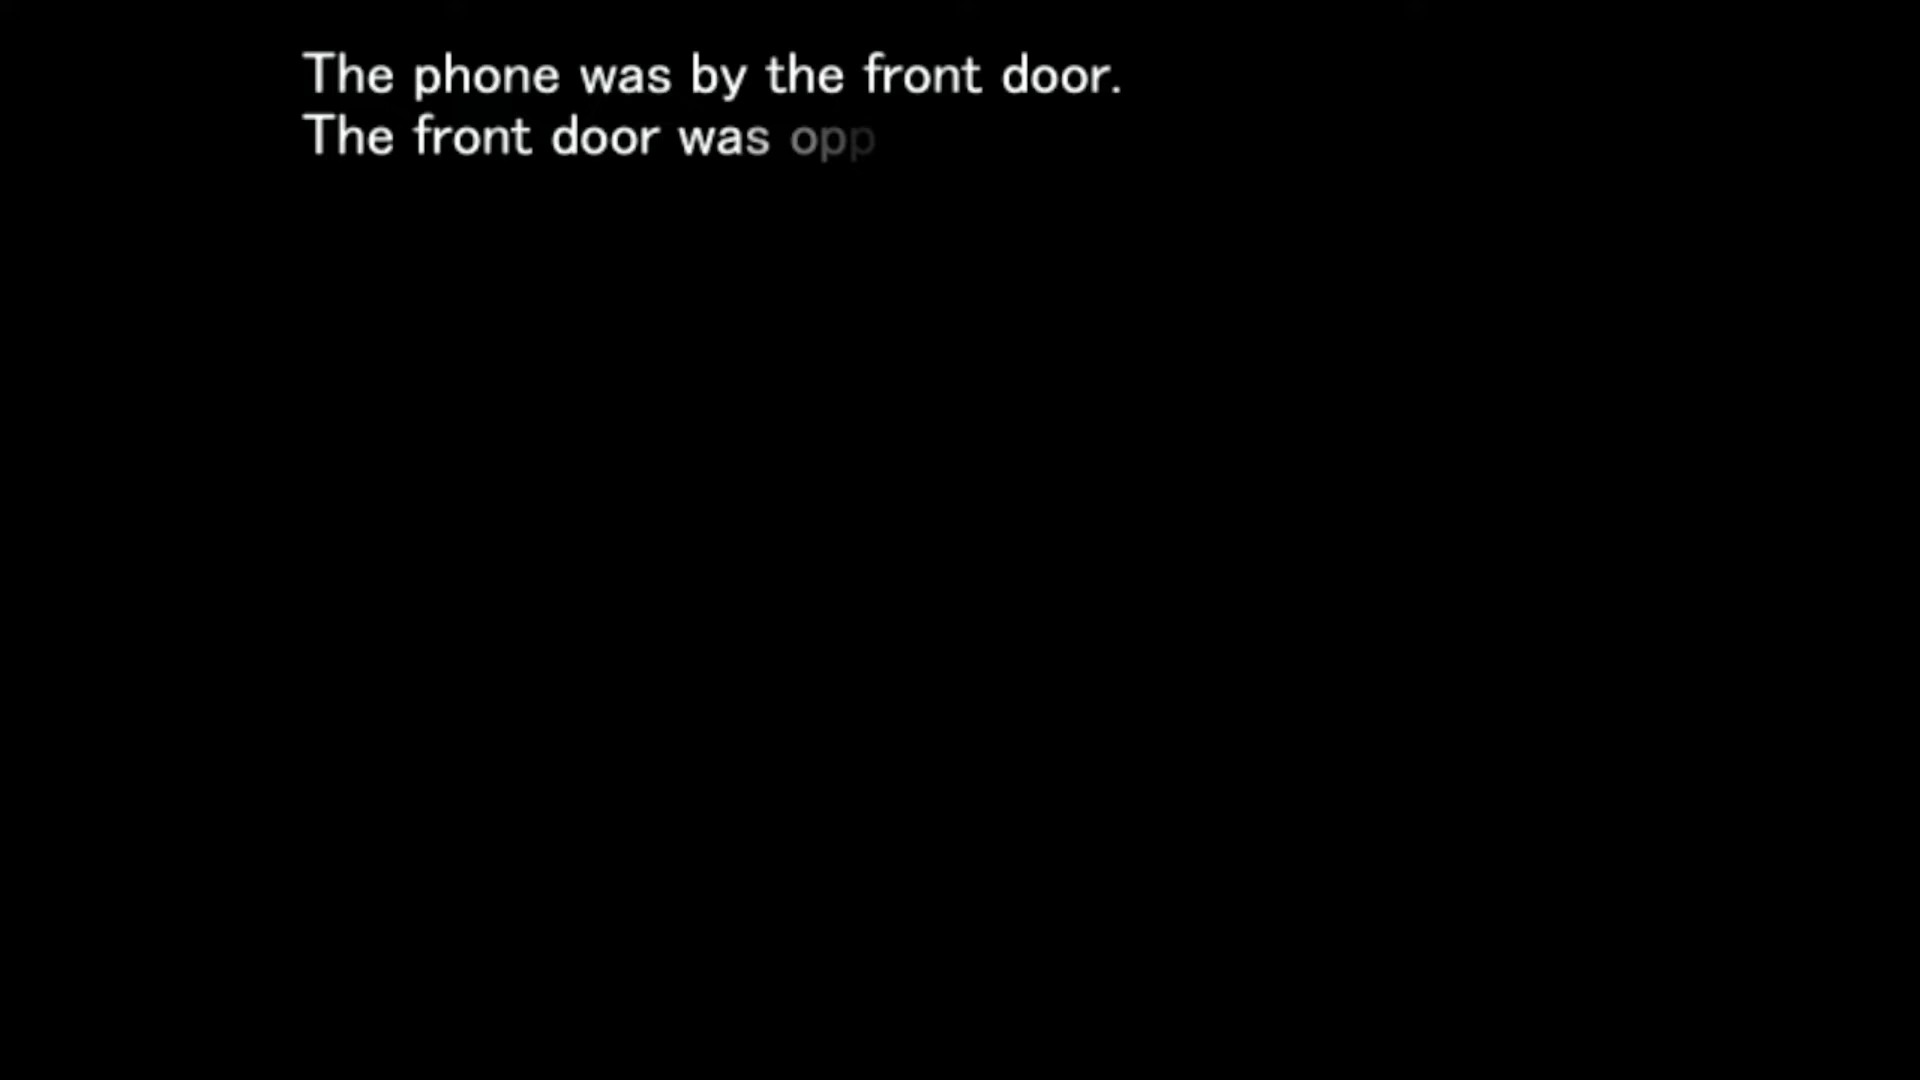 The phone was by the front door.
The front door was opp